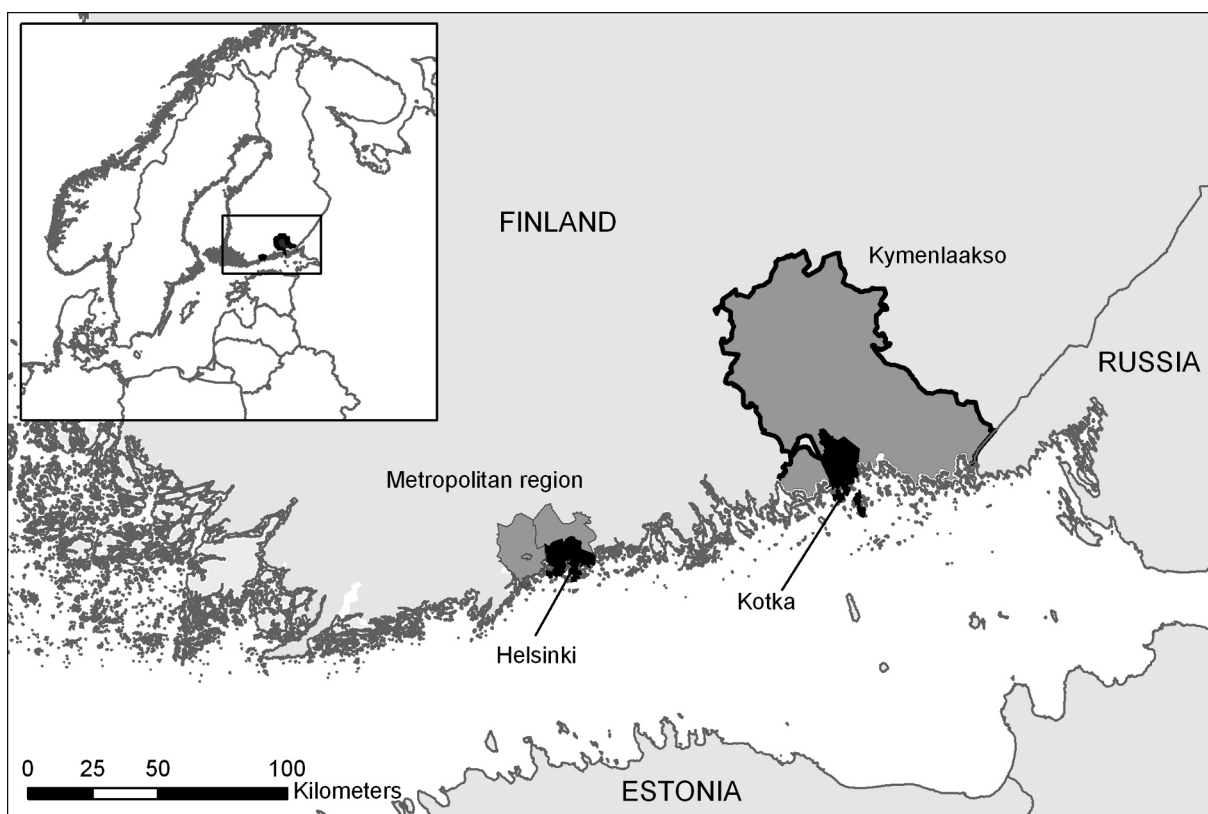 FINLAND
Kymenlaakso
RUSSIA
Metropolitan region
Kotka
Helsinki
0 25 50 100
Kilometers
ESTONIA